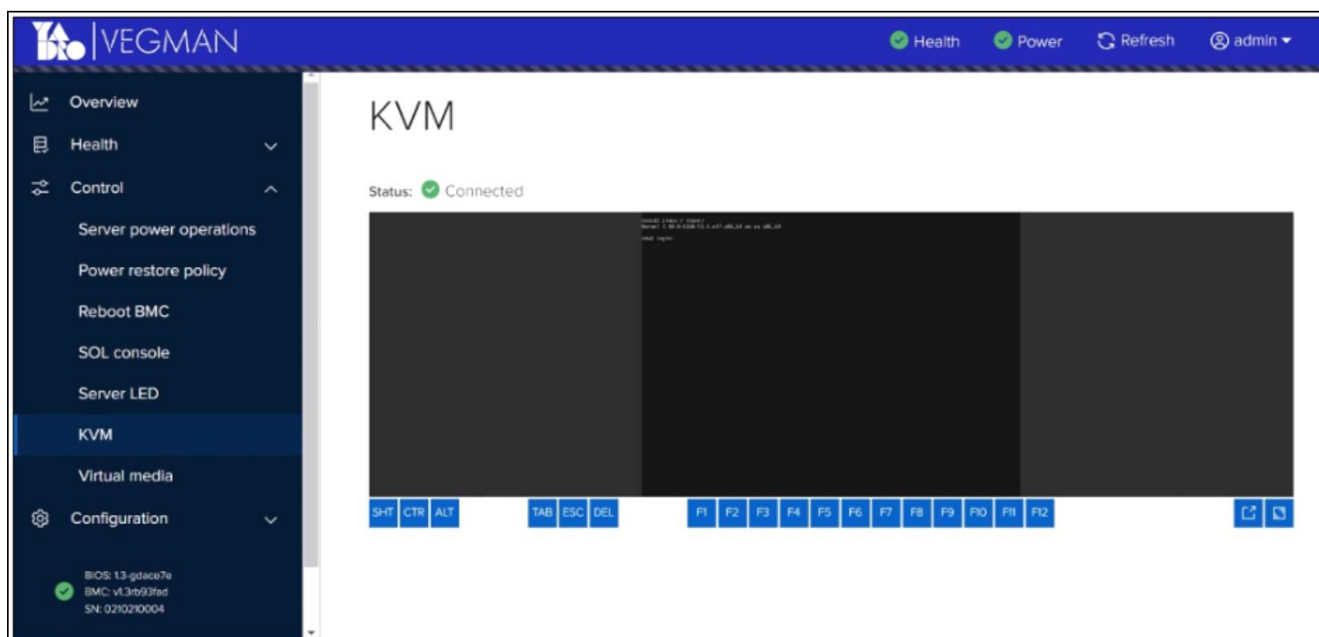 YADRO VEGMAN
Health Power Refresh admin
Overview
Health
Control
Server power operations
Power restore policy
Reboot BMC
SOL console
Server LED
KVM
Virtual media
Configuration
BIOS: 1.3-gdace7e
BMC: v1.3rb93fad
SN: 0210210004
KVM
Status: Connected
SHT CTR ALT TAB ESC DEL F1 F2 F3 F4 F5 F6 F7 F8 F9 F10 F11 F12